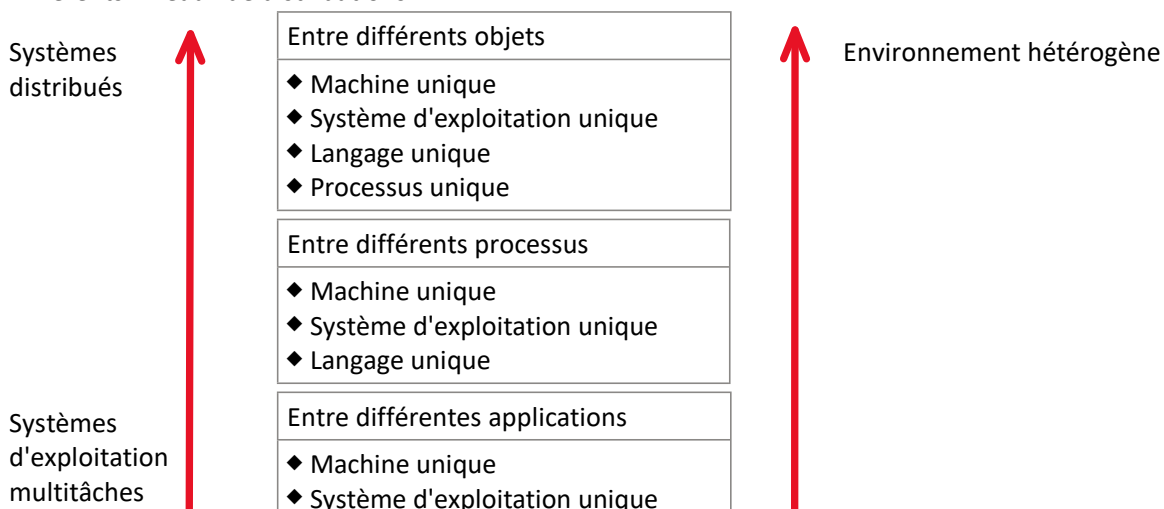 Systèmes
distribués
Entre différents objets
◆ Machine unique
◆ Système d'exploitation unique
◆ Langage unique
◆ Processus unique
Environnement hétérogène
Entre différents processus
◆ Machine unique
◆ Système d'exploitation unique
◆ Langage unique
Systèmes
d'exploitation
multitâches
Entre différentes applications
◆ Machine unique
◆ Système d'exploitation unique